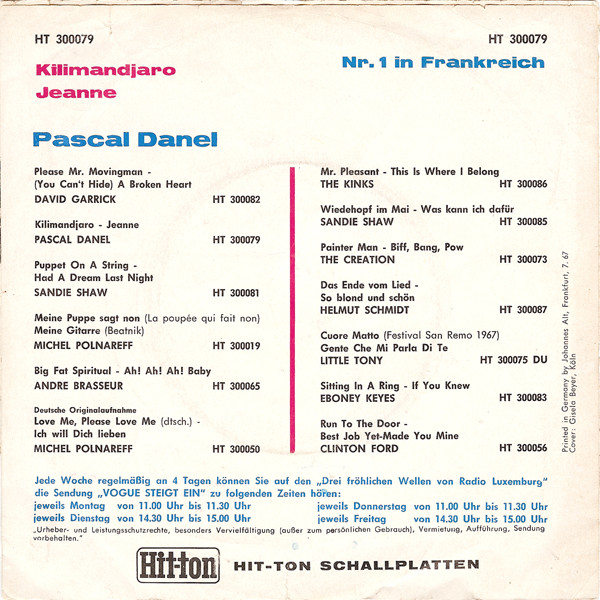 HT 300079
HT 300079
Kilimandjaro
Jeanne
Nr. 1 in Frankreich
Pascal Danel
Please Mr. Movingman -
(You Can't Hide) A Broken Heart
DAVID GARRICK HT 300082
Kilimandjaro - Jeanne
PASCAL DANEL HT 300079
Puppet On A String -
Had A Dream Last Night
SANDIE SHAW HT 300081
Meine Puppe sagt non (La poupée qui fait non)
Meine Gitarre (Beatnik)
MICHEL POLNAREFF HT 300019
Big Fat Spiritual - Ah! Ah! Ah! Baby
ANDRE BRASSEUR HT 300065
Deutsche Originalaufnahme
Love Me, Please Love Me (dtsch.) -
Ich will Dich lieben
MICHEL POLNAREFF HT 300050
Mr. Pleasant - This Is Where I Belong
THE KINKS HT 300086
Wiedehopf im Mai - Was kann ich dafür
SANDIE SHAW HT 300085
Painter Man - Biff, Bang, Pow
THE CREATION HT 300073
Das Ende vom Lied -
So blond und schön
HELMUT SCHMIDT HT 300087
Cuore Matto (Festival San Remo 1967)
Gente Che Mi Parla Di Te
LITTLE TONY HT 300075 DU
Sitting In A Ring - If You Knew
EBONEY KEYES HT 300083
Run To The Door -
Best Job Yet-Made You Mine
CLINTON FORD HT 300056
Printed in Germany by Johannes Alt, Frankfurt, 7. 67
Cover: Gisela Beyer, Köln
Jede Woche regelmäßig an 4 Tagen können Sie auf den „Drei fröhlichen Wellen von Radio Luxemburg"
die Sendung „VOGUE STEIGT EIN" zu folgenden Zeiten hören:
jeweils Montag von 11.00 Uhr bis 11.30 Uhr jeweils Donnerstag von 11.00 Uhr bis 11.30 Uhr
jeweils Dienstag von 14.30 Uhr bis 15.00 Uhr jeweils Freitag von 14.30 Uhr bis 15.00 Uhr
„Urheber- und Leistungsschutzrechte, besonders Vervielfältigung (außer zum persönlichen Gebrauch), Vermietung, Aufführung, Sendung
vorbehalten."
Hit-ton HIT-TON SCHALLPLATTEN